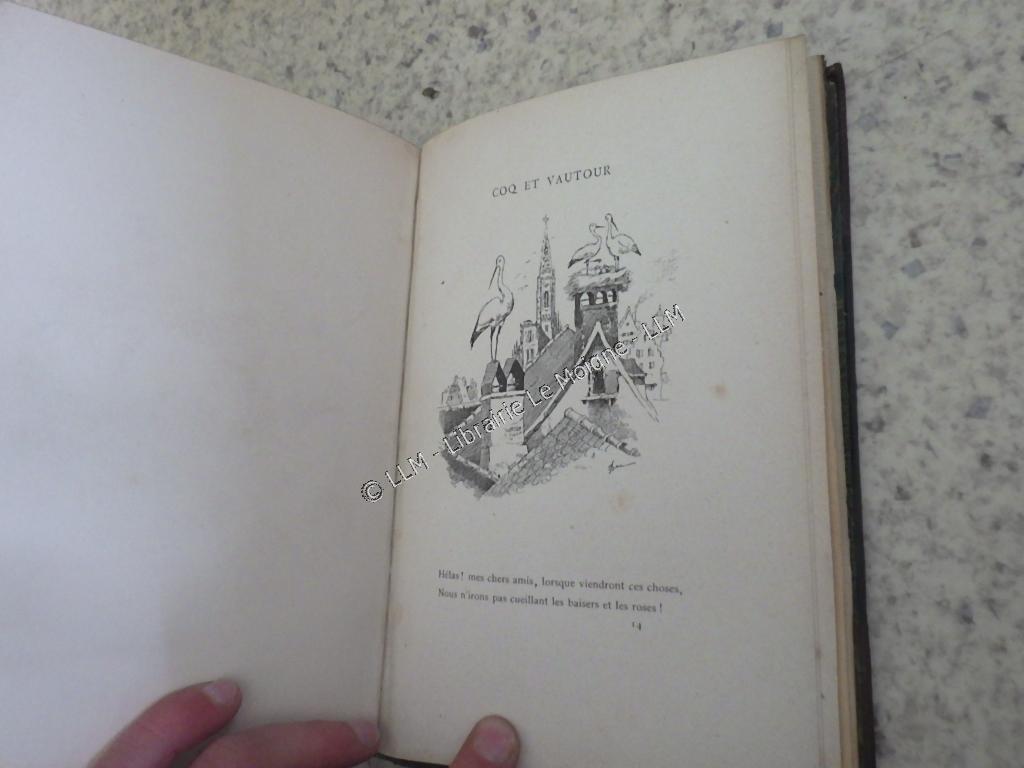 COQ ET VAUTOUR
© LLM - Librairie Le Moigne - LLM
Hélas! mes chers amis, lorsque viendront ces choses,
Nous n'irons pas cueillant les baisers et les roses!
14